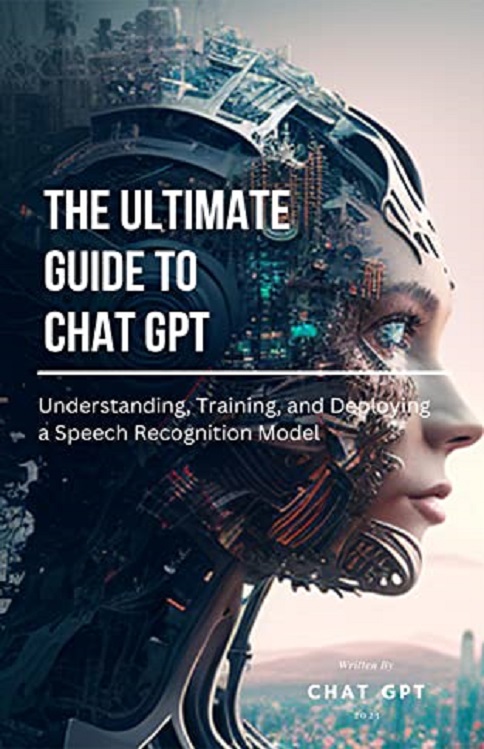 THE ULTIMATE
GUIDE TO
CHAT GPT
Understanding, Training, and Deploying
a Speech Recognition Model
Written By
CHAT GPT